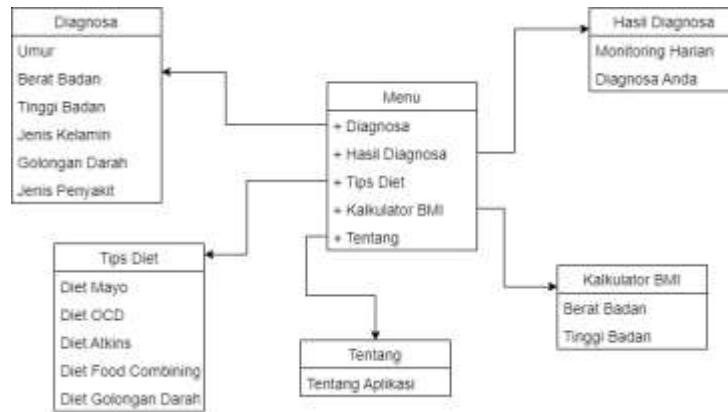 Diagnosa
Umur
Berat Badan
Tinggi Badan
Jenis Kelamin
Golongan Darah
Jenis Penyakit
Hasil Diagnosa
Monitoring Harian
Diagnosa Anda
Menu
+ Diagnosa
+ Hasil Diagnosa
+ Tips Diet
+ Kalkulator BMI
+ Tentang
Tips Diet
Diet Mayo
Diet OCD
Diet Atkins
Diet Food Combining
Diet Golongan Darah
Tentang
Tentang Aplikasi
Kalkulator BMI
Berat Badan
Tinggi Badan